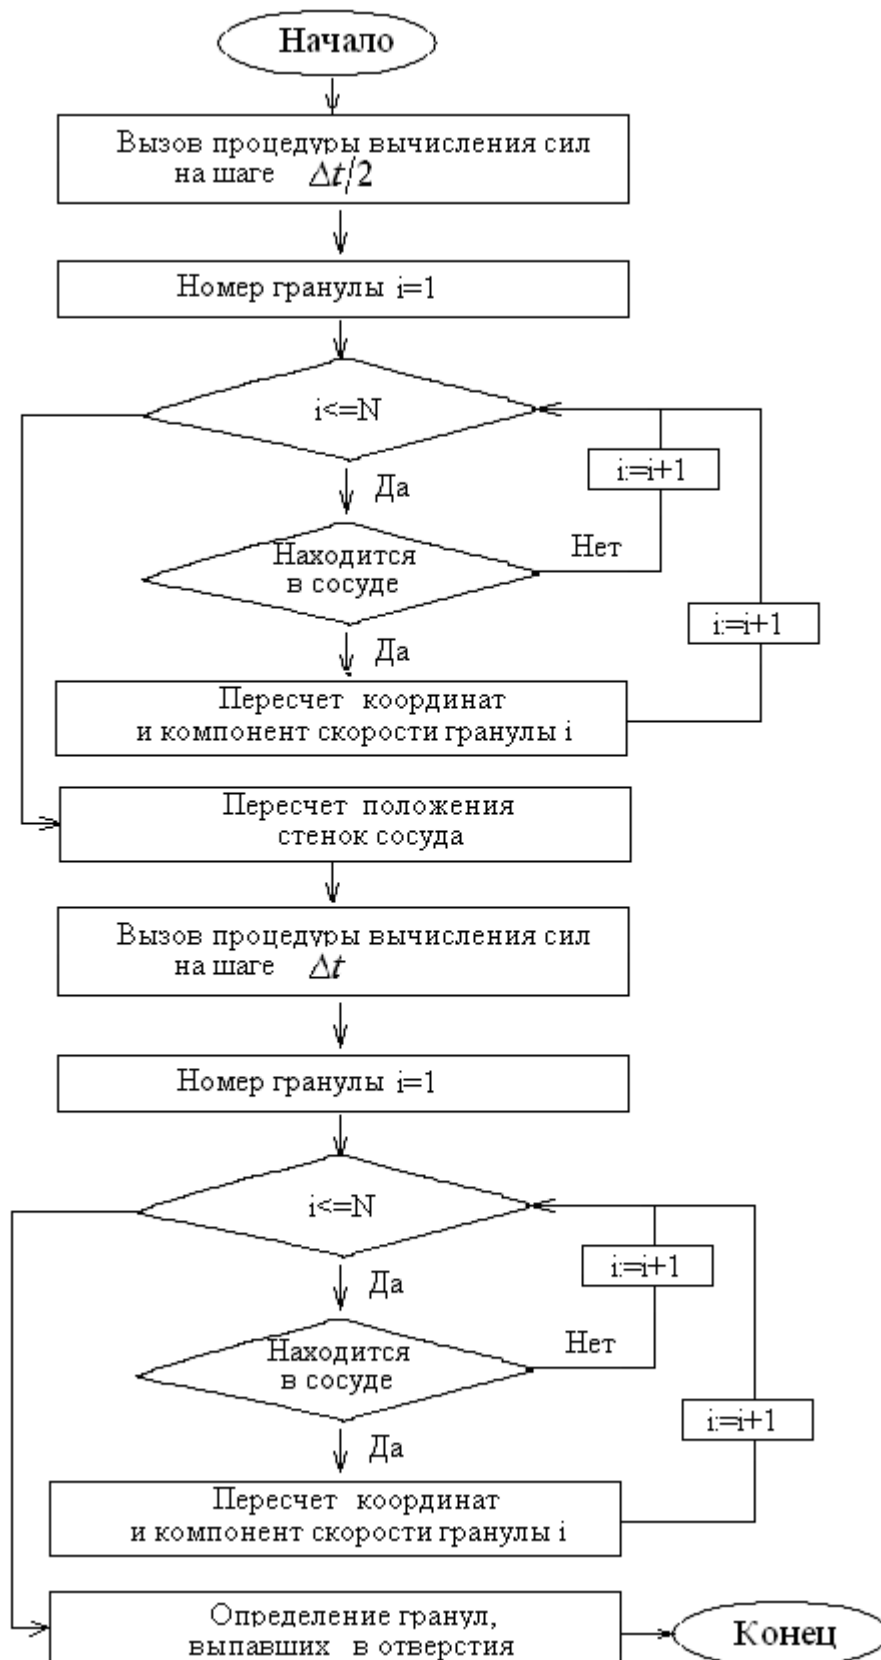 Начало
Вызов процедуры вычисления сил
на шаге Δt/2
Номер гранулы i=1
i<=N
i:=i+1
Да
Находится
в сосуде
Нет
i:=i+1
Да
Пересчет координат
и компонент скорости гранулы i
Пересчет положения
стенок сосуда
Вызов процедуры вычисления сил
на шаге Δt
Номер гранулы i=1
i<=N
i:=i+1
Да
Находится
в сосуде
Нет
i:=i+1
Да
Пересчет координат
и компонент скорости гранулы i
Определение гранул,
выпавших в отверстия
Конец